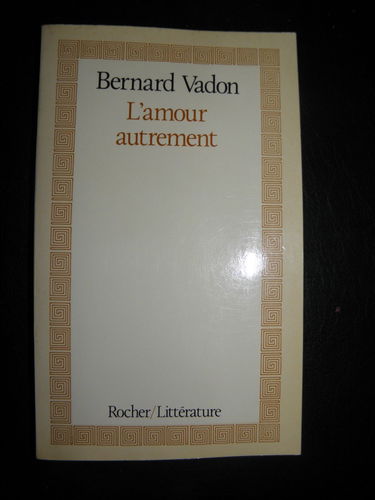 Bernard Vadon
L'amour
autrement
Rocher/Littérature